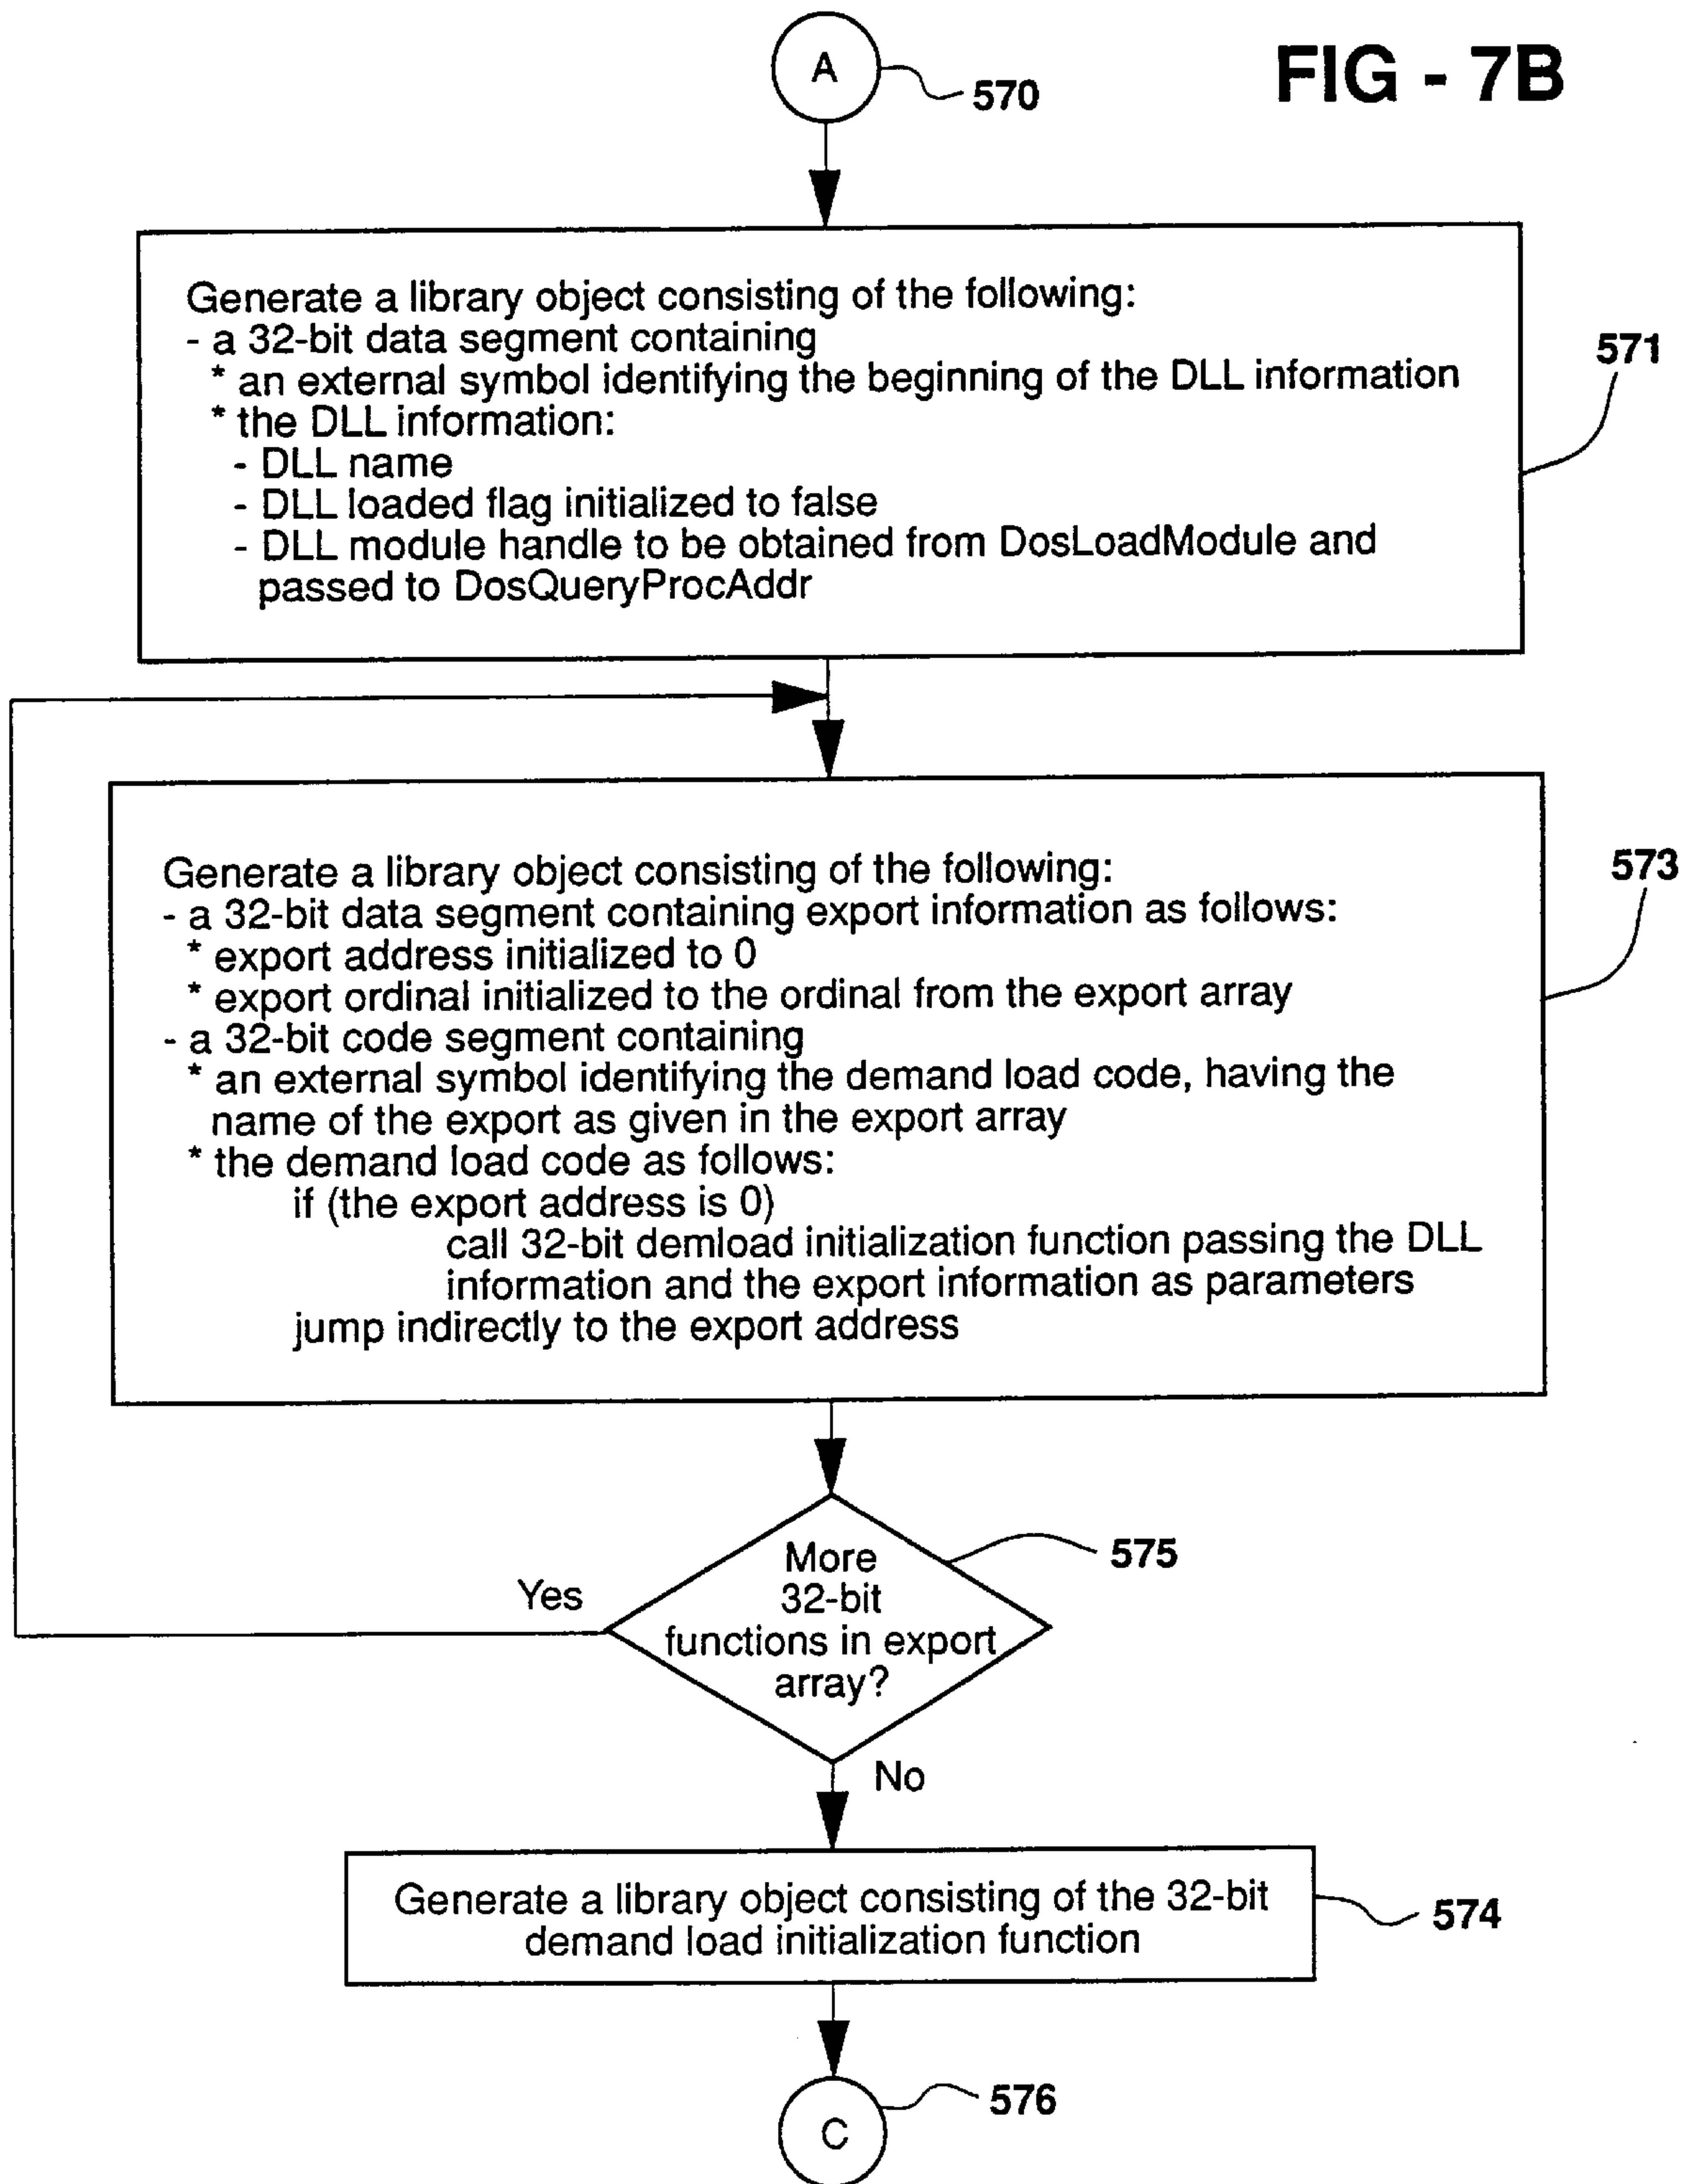 A
570
FIG - 7B
Generate a library object consisting of the following:
- a 32-bit data segment containing
* an external symbol identifying the beginning of the DLL information
* the DLL information:
- DLL name
- DLL loaded flag initialized to false
- DLL module handle to be obtained from DosLoadModule and
passed to DosQueryProcAddr
571
Generate a library object consisting of the following:
- a 32-bit data segment containing export information as follows:
* export address initialized to 0
* export ordinal initialized to the ordinal from the export array
- a 32-bit code segment containing
* an external symbol identifying the demand load code, having the
name of the export as given in the export array
* the demand load code as follows:
if (the export address is 0)
call 32-bit demload initialization function passing the DLL
information and the export information as parameters
jump indirectly to the export address
573
More
32-bit
functions in export
array?
575
Yes
No
Generate a library object consisting of the 32-bit
demand load initialization function
574
C
576